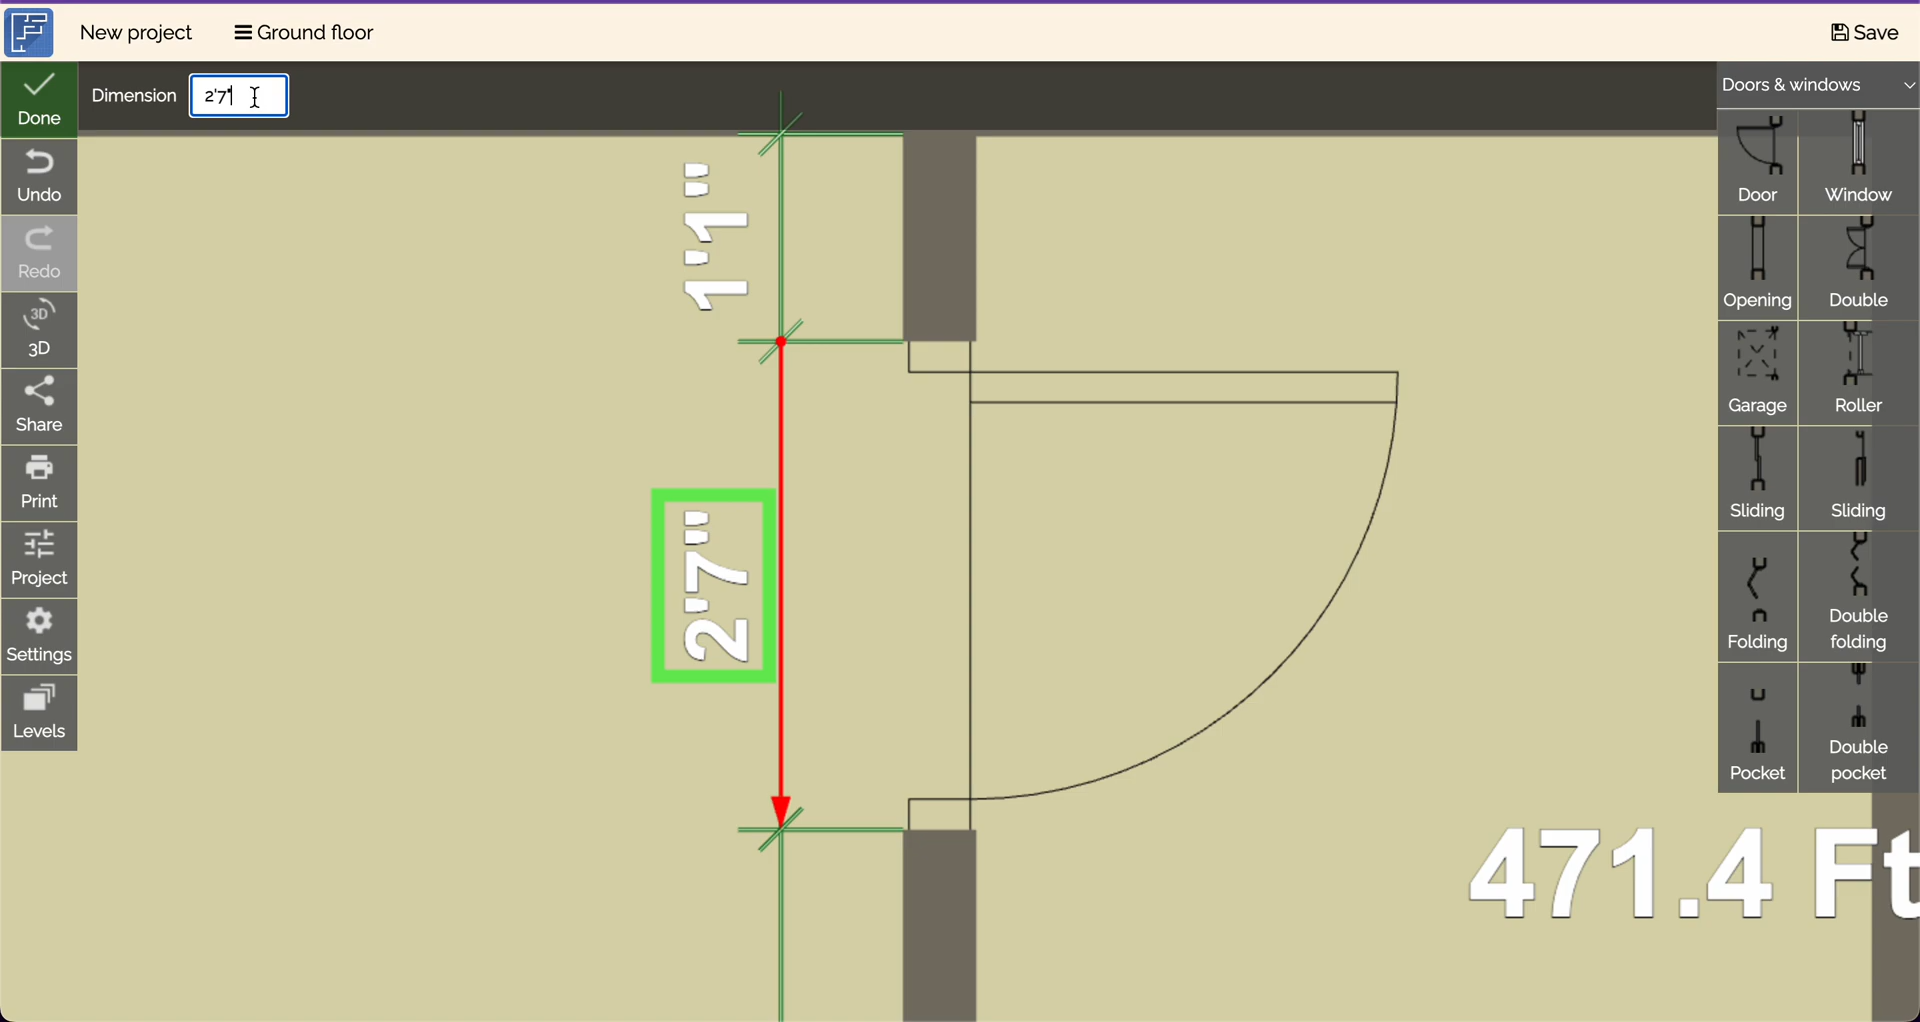 New project
Ground floor
Save
Done
Dimension
2'7"
Doors & windows
Undo
Redo
3D
3D
Share
Print
Project
Settings
Levels
1'1"
2'7"
Door
Window
Opening
Double
Garage
Roller
Sliding
Sliding
Folding
Double
folding
Pocket
Double
pocket
471.4 Ft